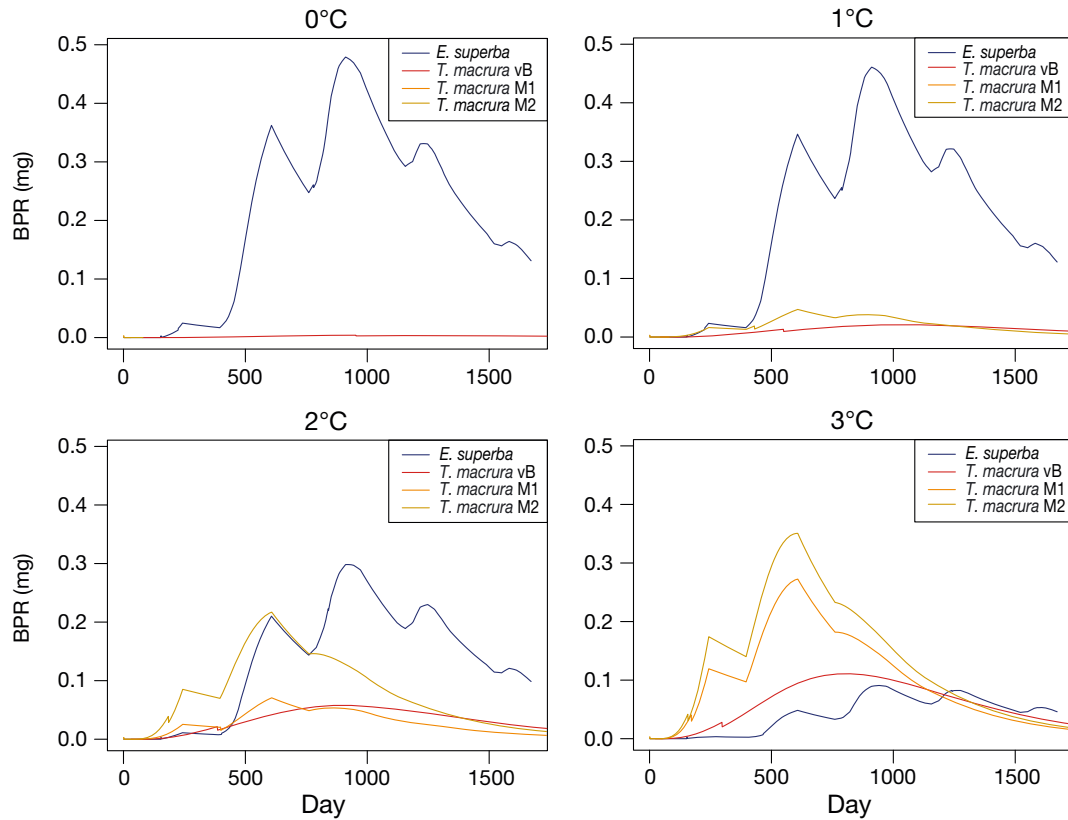 0°C
0.5
0.4
0.3
0.2
0.1
0.0
BPR (mg)
E. superba
T. macrura vB
T. macrura M1
T. macrura M2
0 500 1000 1500
1°C
0.5
0.4
0.3
0.2
0.1
0.0
E. superba
T. macrura vB
T. macrura M1
T. macrura M2
0 500 1000 1500
2°C
0.5
0.4
0.3
0.2
0.1
0.0
BPR (mg)
E. superba
T. macrura vB
T. macrura M1
T. macrura M2
0 500 1000 1500
Day
3°C
0.5
0.4
0.3
0.2
0.1
0.0
E. superba
T. macrura vB
T. macrura M1
T. macrura M2
0 500 1000 1500
Day